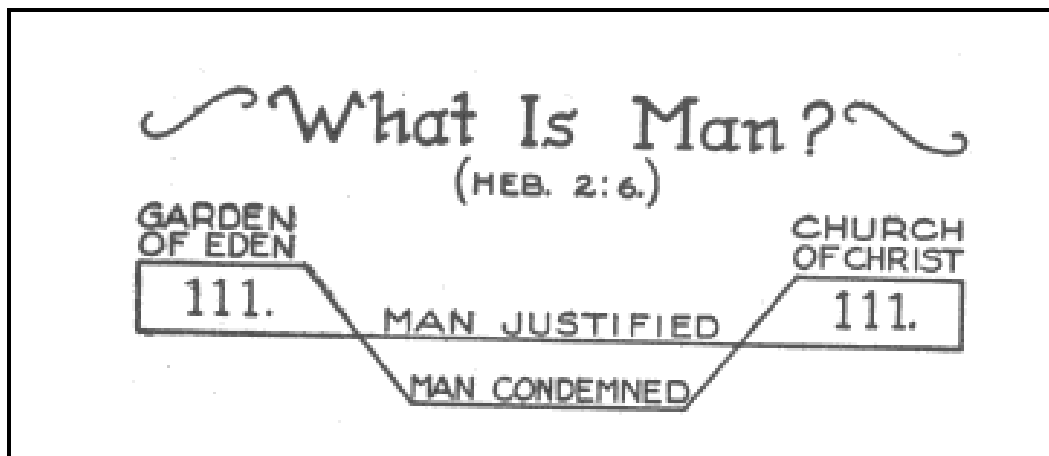 What Is Man?
(HEB. 2:6.)
GARDEN
OF EDEN
CHURCH
OF CHRIST
111.
111.
MAN JUSTIFIED
MAN CONDEMNED